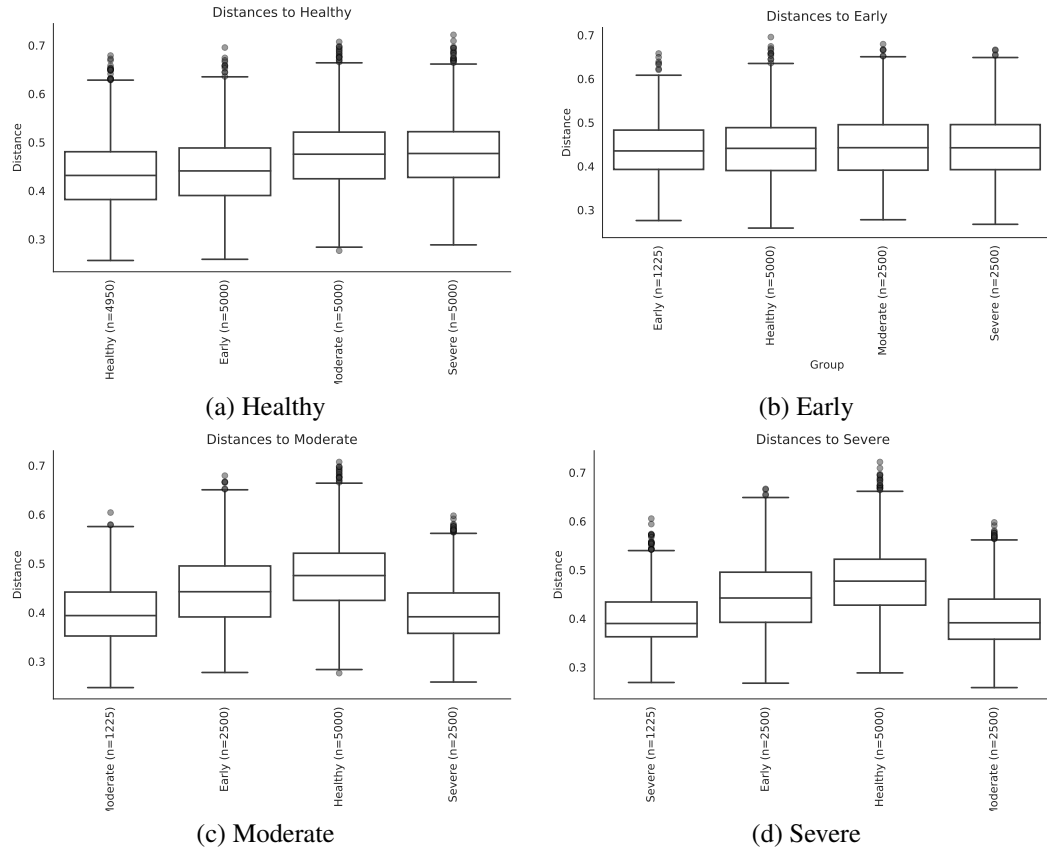 Distances to Healthy
Distance
0.7
0.6
0.5
0.4
0.3
Healthy (n=4950)
Early (n=5000)
Moderate (n=5000)
Severe (n=5000)
(a) Healthy
Distances to Early
Distance
0.7
0.6
0.5
0.4
0.3
Early (n=1225)
Healthy (n=5000)
Moderate (n=2500)
Severe (n=2500)
Group
(b) Early
Distances to Moderate
Distance
0.7
0.6
0.5
0.4
0.3
Moderate (n=1225)
Early (n=2500)
Healthy (n=5000)
Severe (n=2500)
(c) Moderate
Distances to Severe
Distance
0.7
0.6
0.5
0.4
0.3
Severe (n=1225)
Early (n=2500)
Healthy (n=5000)
Moderate (n=2500)
(d) Severe